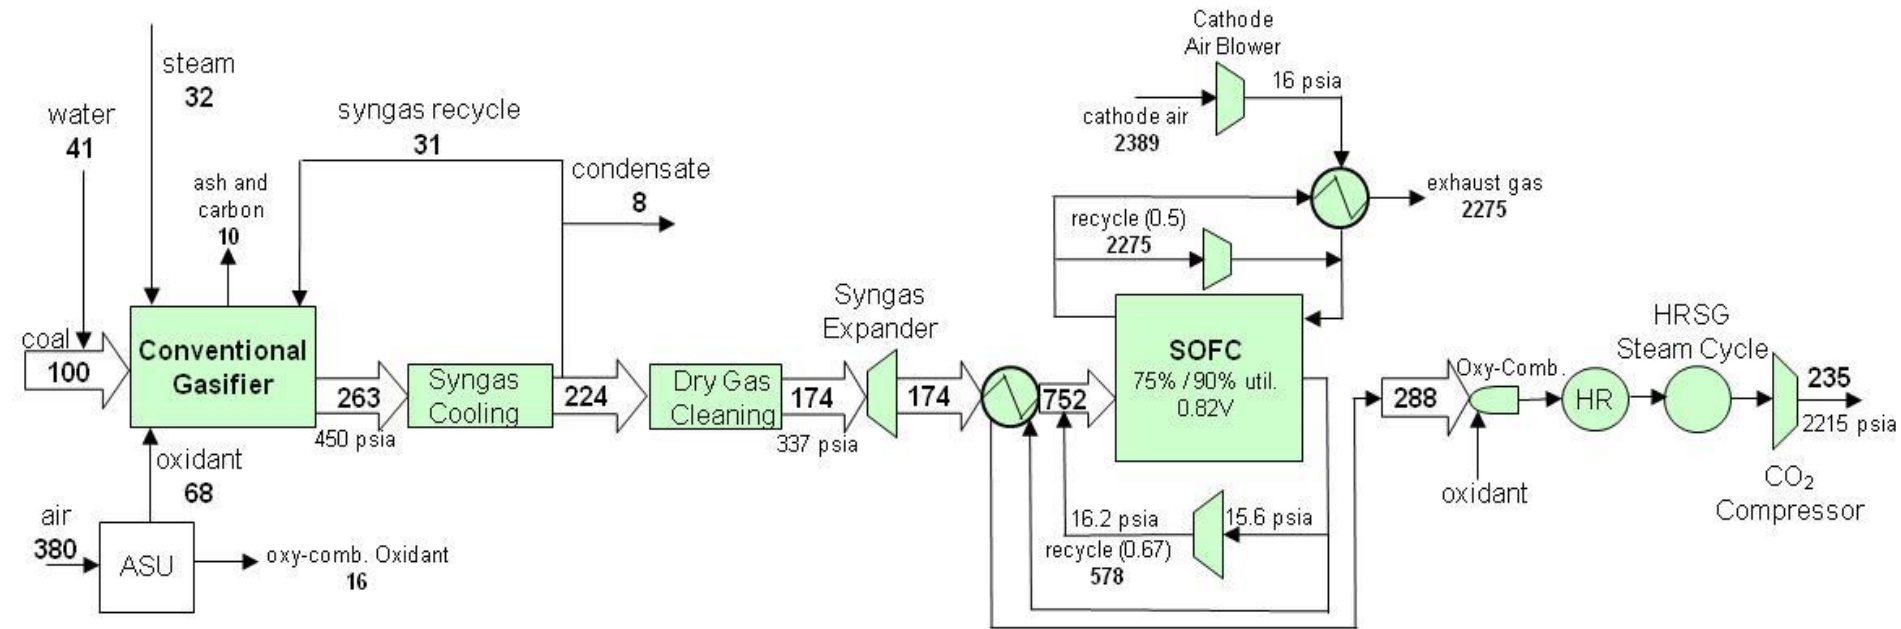 steam
32
water
41
syngas recycle
31
condensate
8
ash and
carbon
10
coal
100
Conventional
Gasifier
263
450 psia
Syngas
Cooling
224
Dry Gas
Cleaning
174
337 psia
Syngas
Expander
174
752
oxidant
68
air
380
ASU
oxy-comb. Oxidant
16
Cathode
Air Blower
16 psia
cathode air
2389
exhaust gas
2275
recycle (0.5)
2275
SOFC
75% / 90% util.
0.82V
16.2 psia
15.6 psia
recycle (0.67)
578
288
Oxy-Comb.
oxidant
HR
HRSG
Steam Cycle
235
2215 psia
CO₂
Compressor